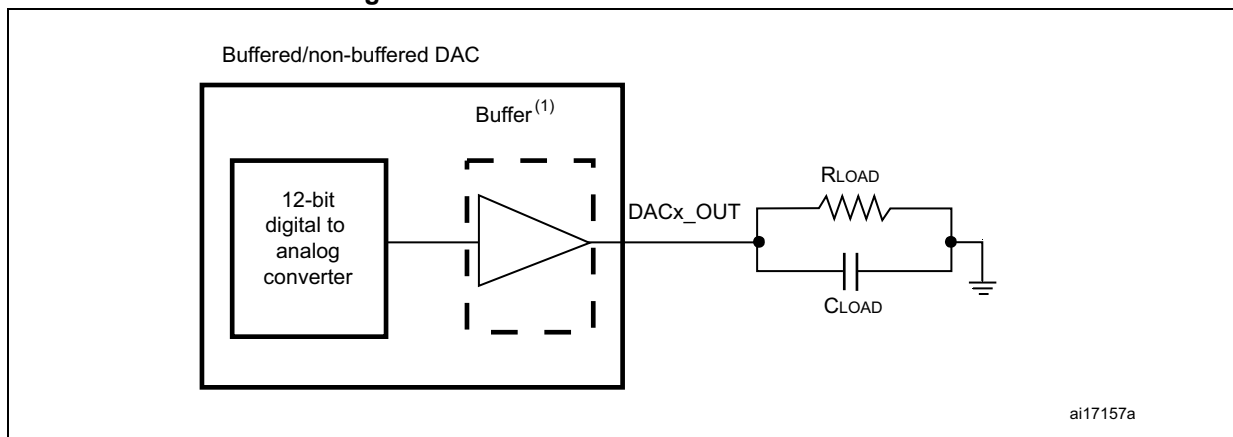 Buffered/non-buffered DAC
Buffer(1)
12-bit
digital to
analog
converter
DACx_OUT
RLOAD
CLOAD
ai17157a